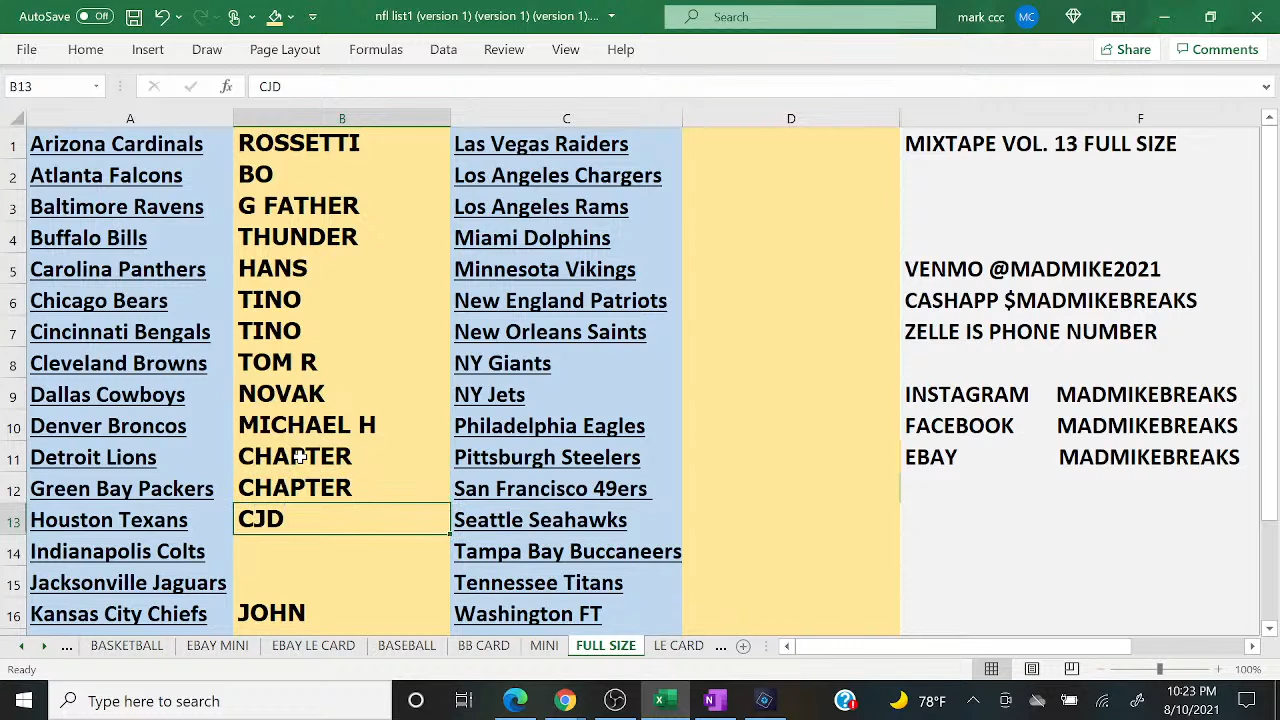 AutoSave Off nfl list1 (version 1) (version 1) (version 1).... Search mark ccc MC
File Home Insert Draw Page Layout Formulas Data Review View Help Share Comments
B13 fx CJD
A B C D F
1 Arizona Cardinals ROSSETTI Las Vegas Raiders MIXTAPE VOL. 13 FULL SIZE
2 Atlanta Falcons BO Los Angeles Chargers
3 Baltimore Ravens G FATHER Los Angeles Rams
4 Buffalo Bills THUNDER Miami Dolphins
5 Carolina Panthers HANS Minnesota Vikings VENMO @MADMIKE2021
6 Chicago Bears TINO New England Patriots CASHAPP $MADMIKEBREAKS
7 Cincinnati Bengals TINO New Orleans Saints ZELLE IS PHONE NUMBER
8 Cleveland Browns TOM R NY Giants
9 Dallas Cowboys NOVAK NY Jets INSTAGRAM MADMIKEBREAKS
10 Denver Broncos MICHAEL H Philadelphia Eagles FACEBOOK MADMIKEBREAKS
11 Detroit Lions CHAPTER Pittsburgh Steelers EBAY MADMIKEBREAKS
12 Green Bay Packers CHAPTER San Francisco 49ers
13 Houston Texans CJD Seattle Seahawks
14 Indianapolis Colts Tampa Bay Buccaneers
15 Jacksonville Jaguars Tennessee Titans
16 Kansas City Chiefs JOHN Washington FT
... BASKETBALL EBAY MINI EBAY LE CARD BASEBALL BB CARD MINI FULL SIZE LE CARD ...
Ready 100%
Type here to search 78°F 10:23 PM
8/10/2021